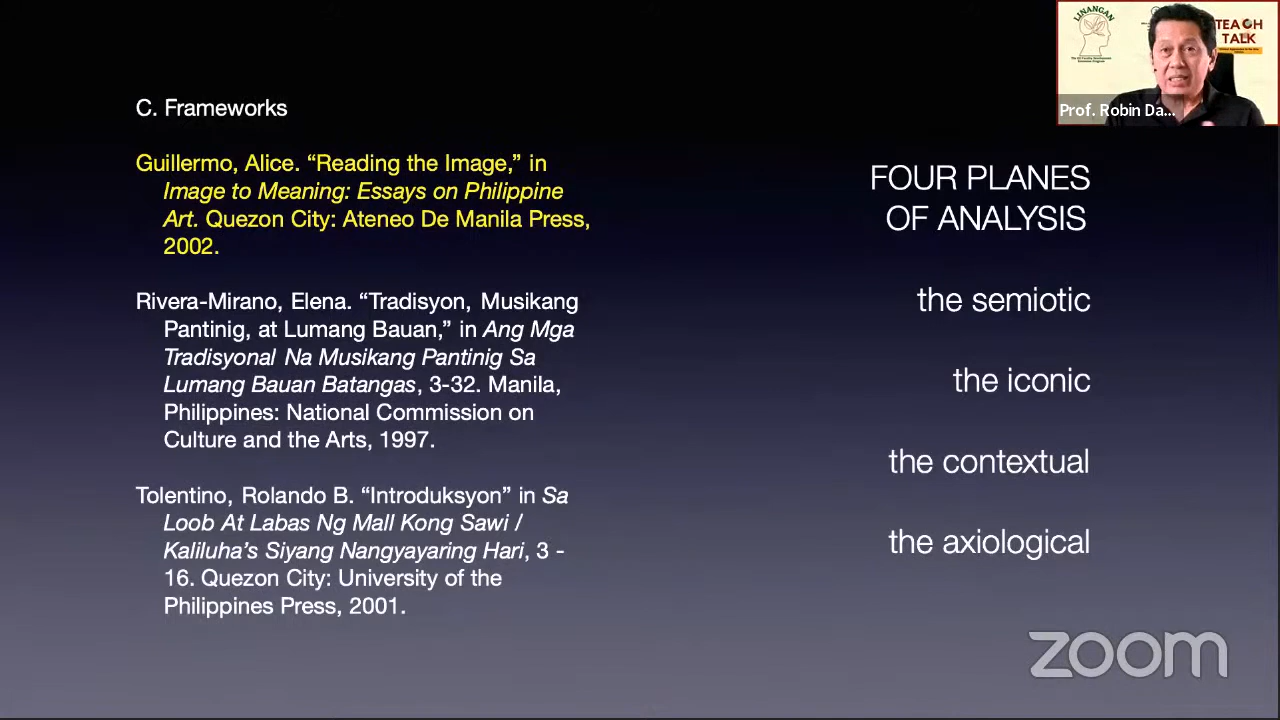 C. Frameworks
Guillermo, Alice. “Reading the Image,” in
Image to Meaning: Essays on Philippine
Art. Quezon City: Ateneo De Manila Press,
2002.
Rivera-Mirano, Elena. “Tradisyon, Musikang
Pantinig, at Lumang Bauan,” in Ang Mga
Tradisyonal Na Musikang Pantinig Sa
Lumang Bauan Batangas, 3-32. Manila,
Philippines: National Commission on
Culture and the Arts, 1997.
Tolentino, Rolando B. “Introduksyon” in Sa
Loob At Labas Ng Mall Kong Sawi /
Kaliluha’s Siyang Nangyayaring Hari, 3 -
16. Quezon City: University of the
Philippines Press, 2001.
FOUR PLANES
OF ANALYSIS
the semiotic
the iconic
the contextual
the axiological
LINANGAN
TEACH
TALK
Prof. Robin Da...
zoom